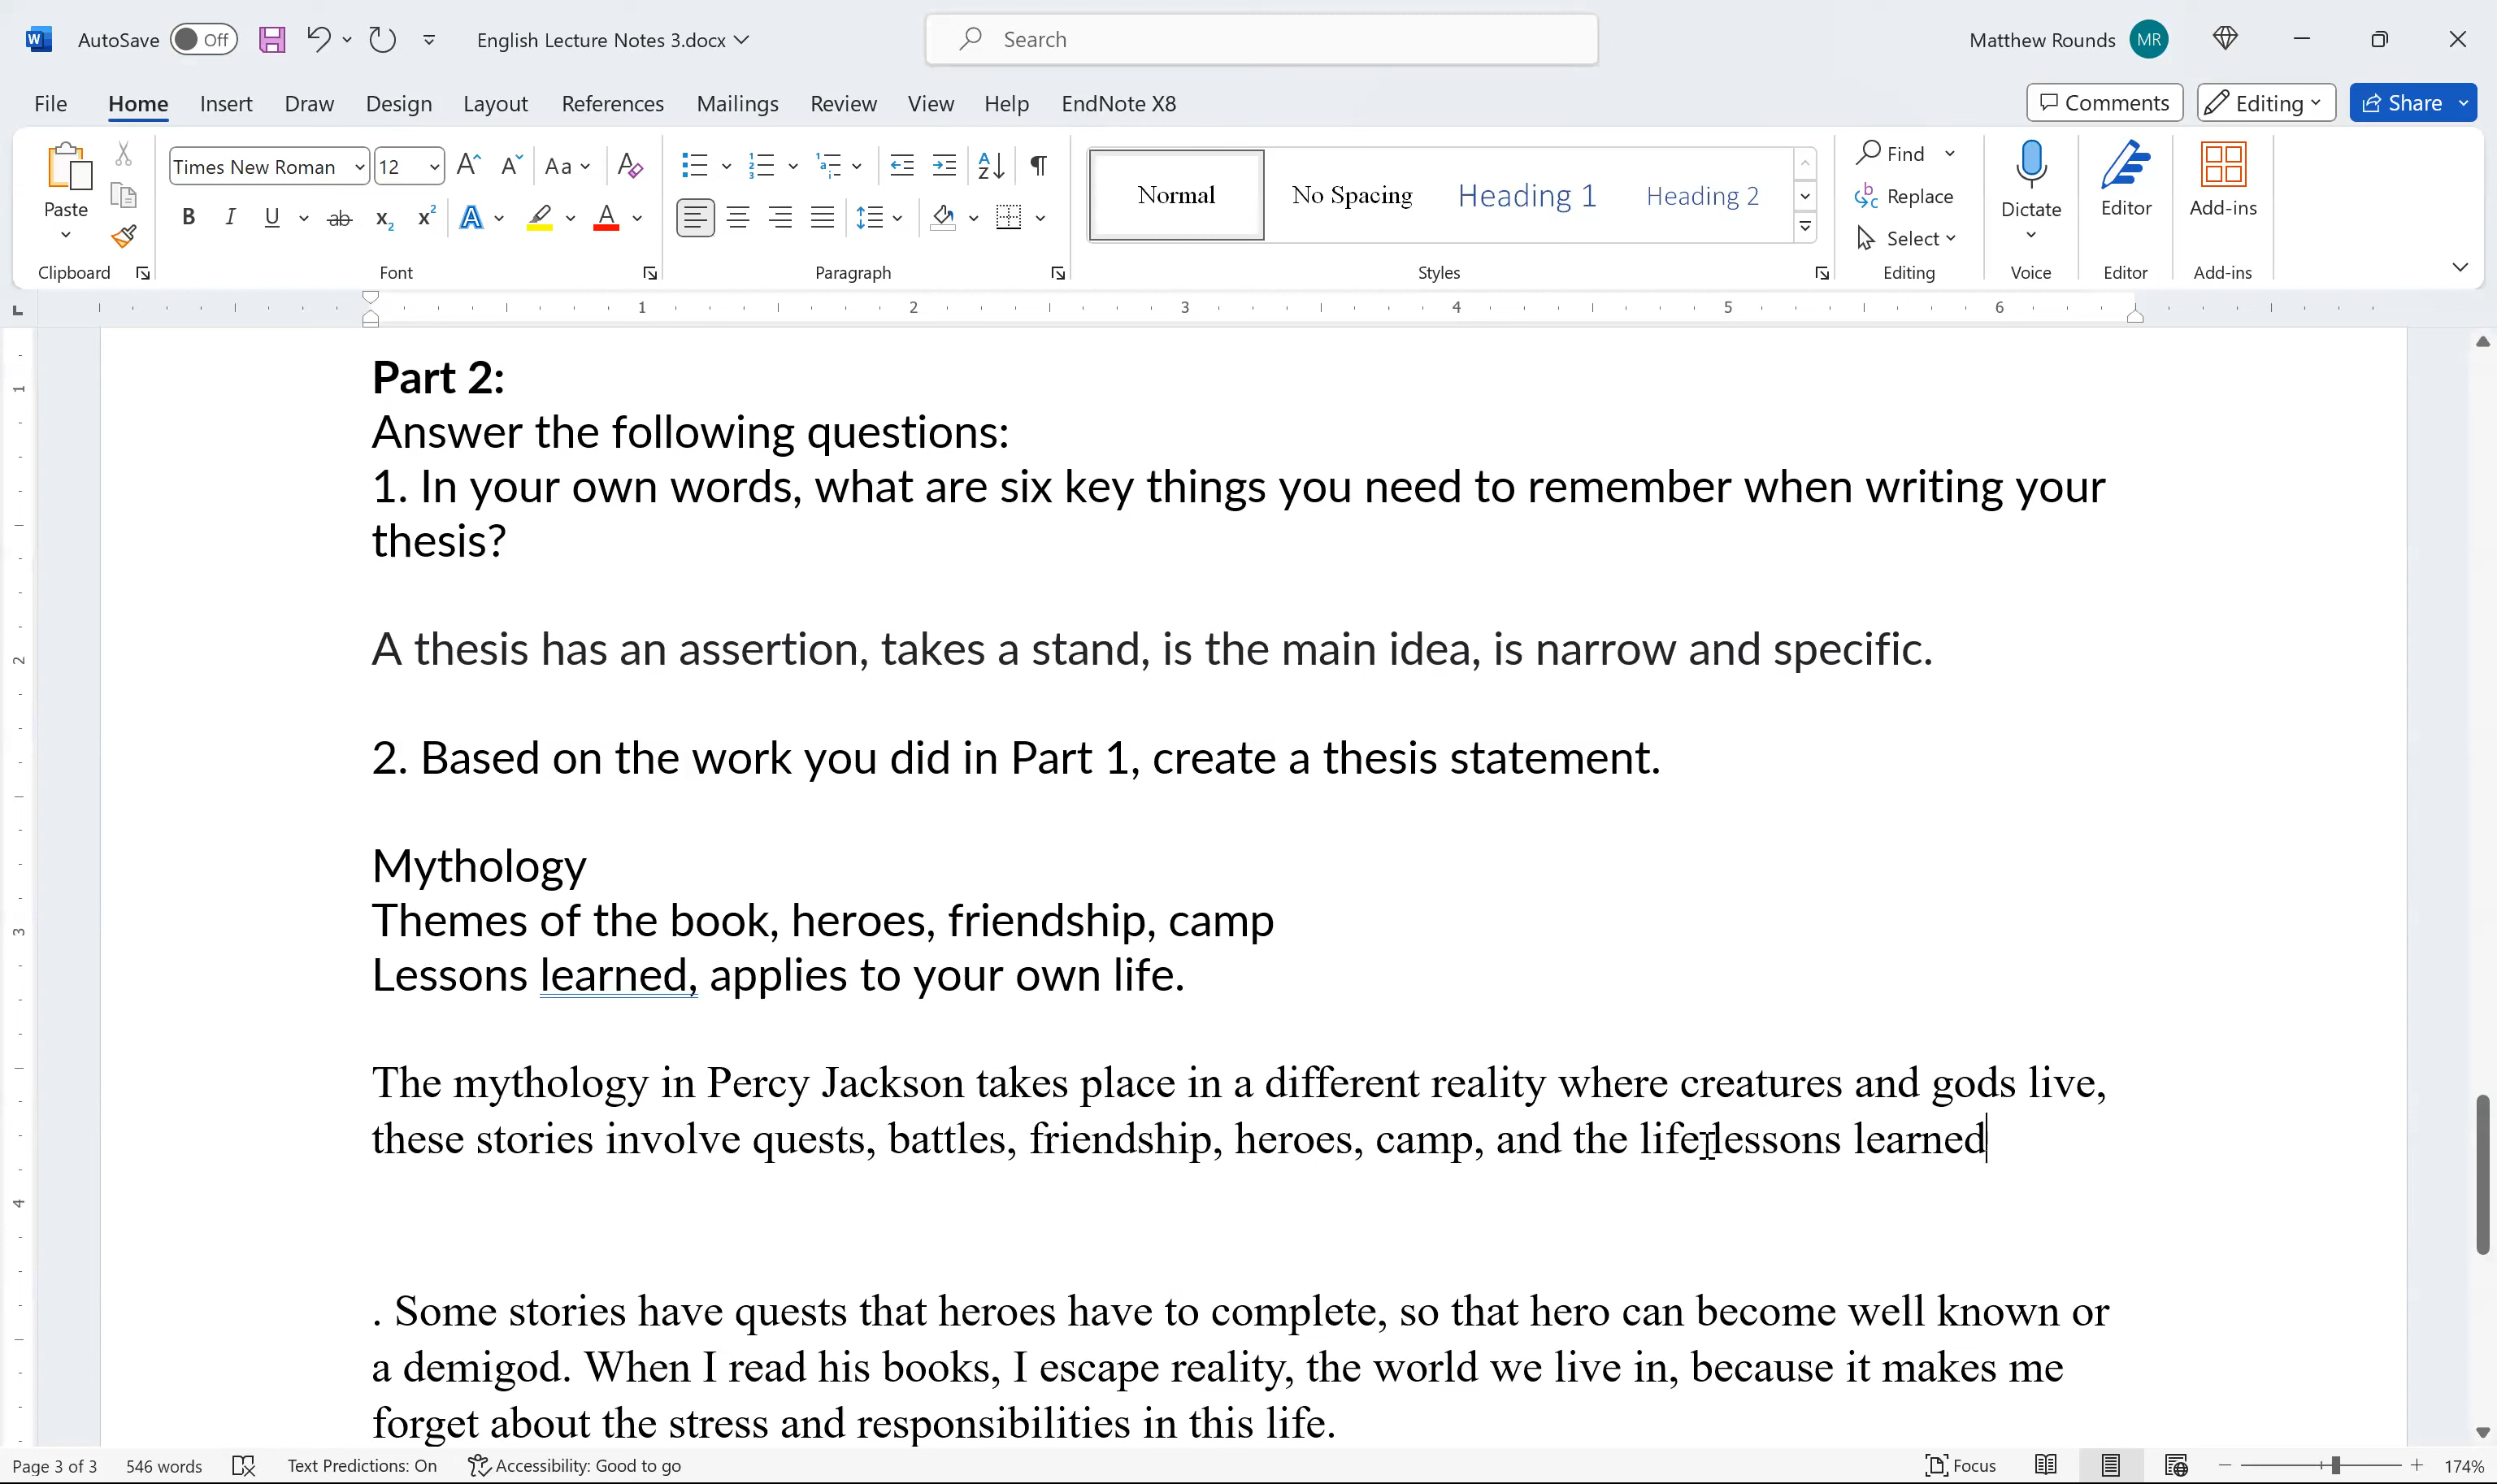 W AutoSave Off English Lecture Notes 3.docx Search Matthew Rounds MR
File Home Insert Draw Design Layout References Mailings Review View Help EndNote X8 Comments Editing Share
Paste Times New Roman 12 Aa Normal No Spacing Heading 1 Heading 2 Find Replace Select Dictate Editor Add-ins
Clipboard Font Paragraph Styles Editing Voice Editor Add-ins
1 2 3 4 5 6
Part 2:
Answer the following questions:
1. In your own words, what are six key things you need to remember when writing your
thesis?
A thesis has an assertion, takes a stand, is the main idea, is narrow and specific.
2. Based on the work you did in Part 1, create a thesis statement.
Mythology
Themes of the book, heroes, friendship, camp
Lessons learned, applies to your own life.
The mythology in Percy Jackson takes place in a different reality where creatures and gods live,
these stories involve quests, battles, friendship, heroes, camp, and the life lessons learned
. Some stories have quests that heroes have to complete, so that hero can become well known or
a demigod. When I read his books, I escape reality, the world we live in, because it makes me
forget about the stress and responsibilities in this life.
Page 3 of 3 546 words Text Predictions: On Accessibility: Good to go Focus 174%